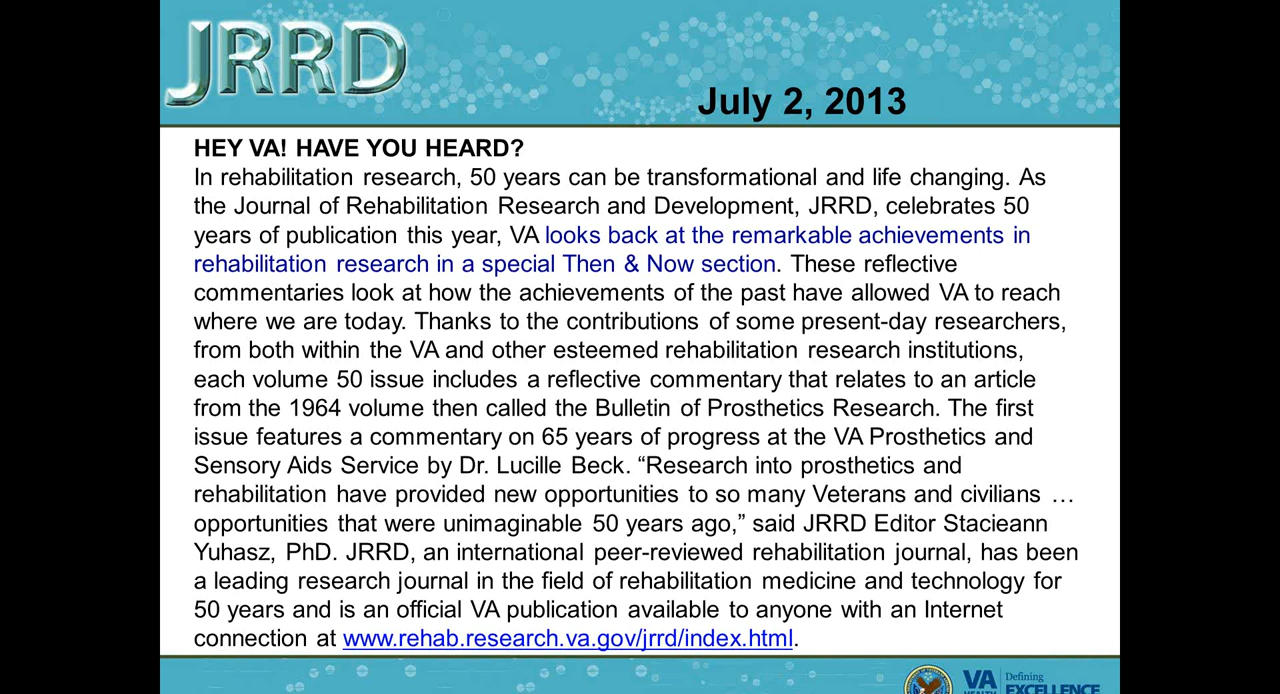 JRRD
July 2, 2013
HEY VA! HAVE YOU HEARD?
In rehabilitation research, 50 years can be transformational and life changing. As
the Journal of Rehabilitation Research and Development, JRRD, celebrates 50
years of publication this year, VA looks back at the remarkable achievements in
rehabilitation research in a special Then & Now section. These reflective
commentaries look at how the achievements of the past have allowed VA to reach
where we are today. Thanks to the contributions of some present-day researchers,
from both within the VA and other esteemed rehabilitation research institutions,
each volume 50 issue includes a reflective commentary that relates to an article
from the 1964 volume then called the Bulletin of Prosthetics Research. The first
issue features a commentary on 65 years of progress at the VA Prosthetics and
Sensory Aids Service by Dr. Lucille Beck. “Research into prosthetics and
rehabilitation have provided new opportunities to so many Veterans and civilians …
opportunities that were unimaginable 50 years ago,” said JRRD Editor Stacieann
Yuhasz, PhD. JRRD, an international peer-reviewed rehabilitation journal, has been
a leading research journal in the field of rehabilitation medicine and technology for
50 years and is an official VA publication available to anyone with an Internet
connection at www.rehab.research.va.gov/jrrd/index.html.
VA Defining
HEALTH EXCELLENCE